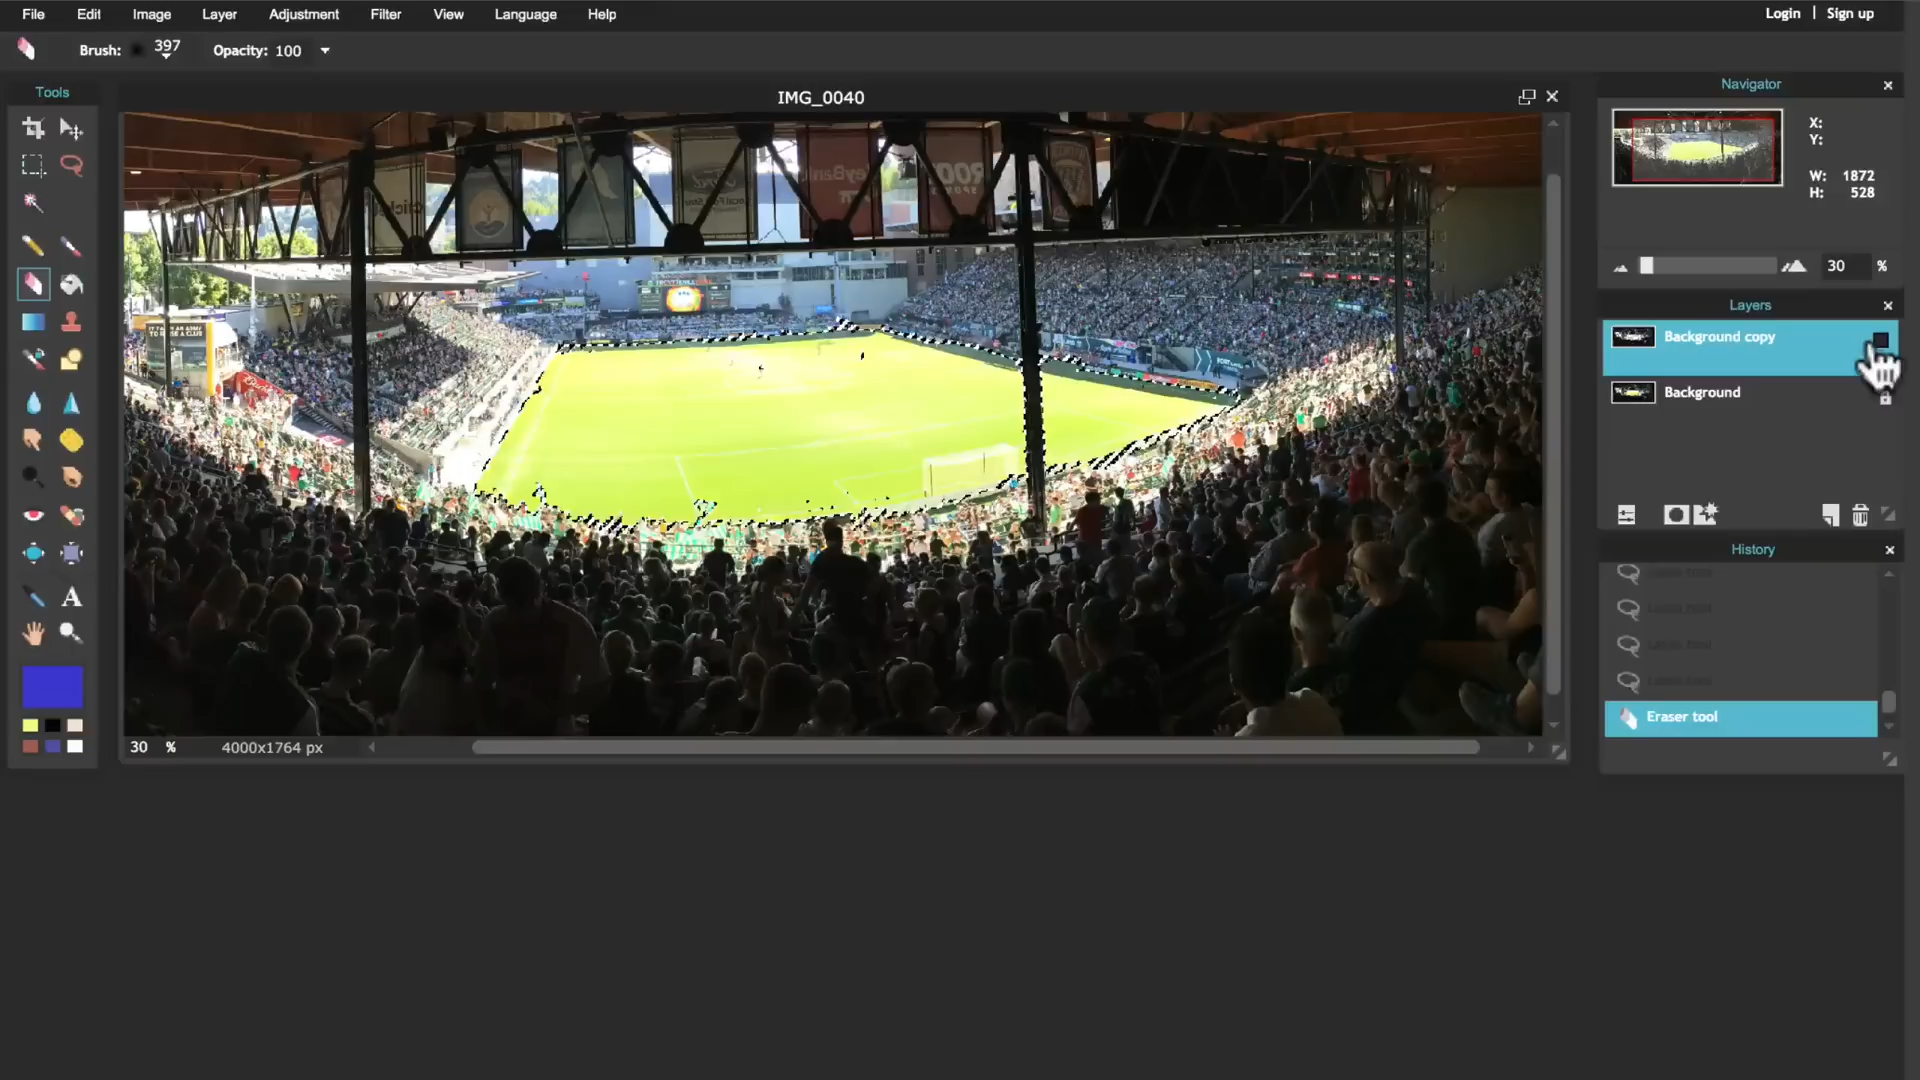 File Edit Image Layer Adjustment Filter View Language Help
Login | Sign up
Brush: 397 Opacity: 100
Tools
IMG_0040
Navigator
X:
Y:
W: 1872
H: 528
30 %
Layers
Background copy
Background
History
Eraser tool
30 % 4000x1764 px